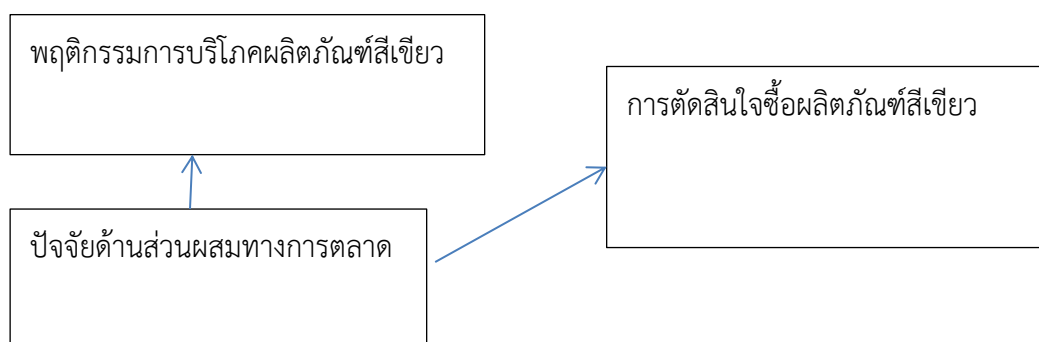 พฤติกรรมการบริโภคผลิตภัณฑ์สีเขียว
การตัดสินใจซื้อผลิตภัณฑ์สีเขียว
ปัจจัยด้านส่วนผสมทางการตลาด